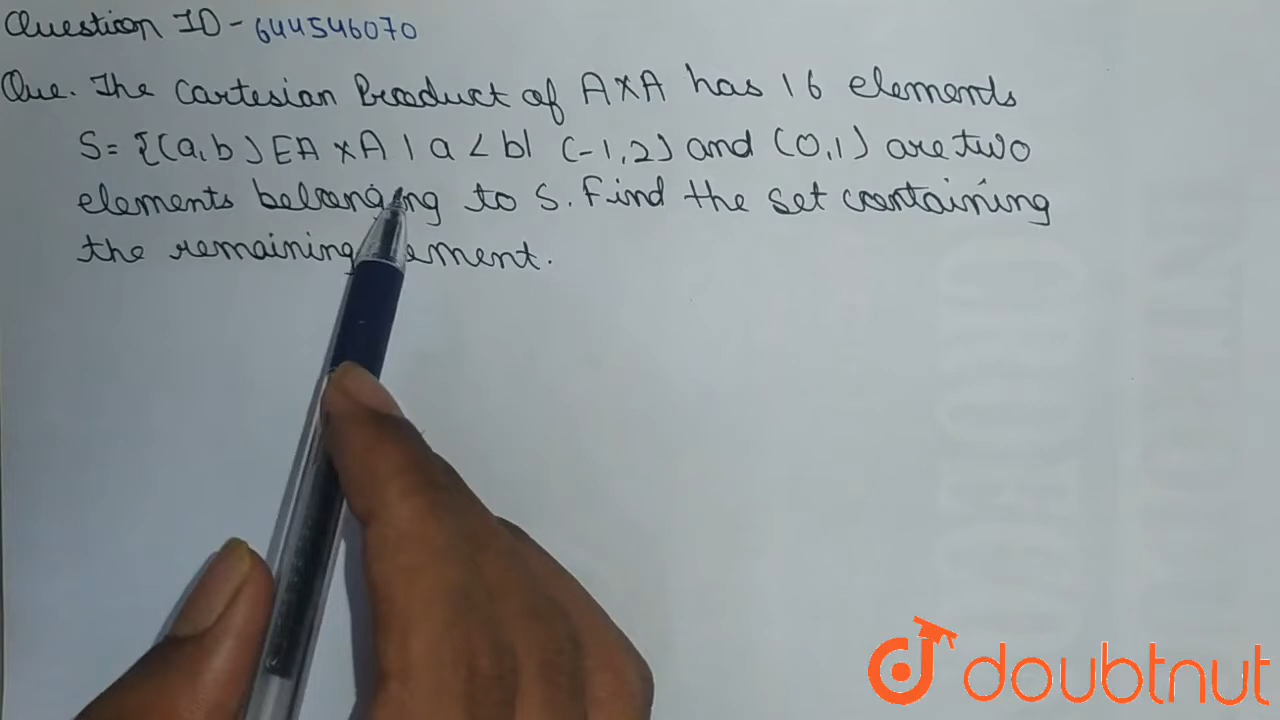 Question ID - 644546070
Que. The Cartesian Product of A×A has 16 elements
S= {(a,b) E A × A | a < b| (-1,2) and (0,1) are two
elements belonging to S. Find the set containing
the remaining ement.
doubtnut